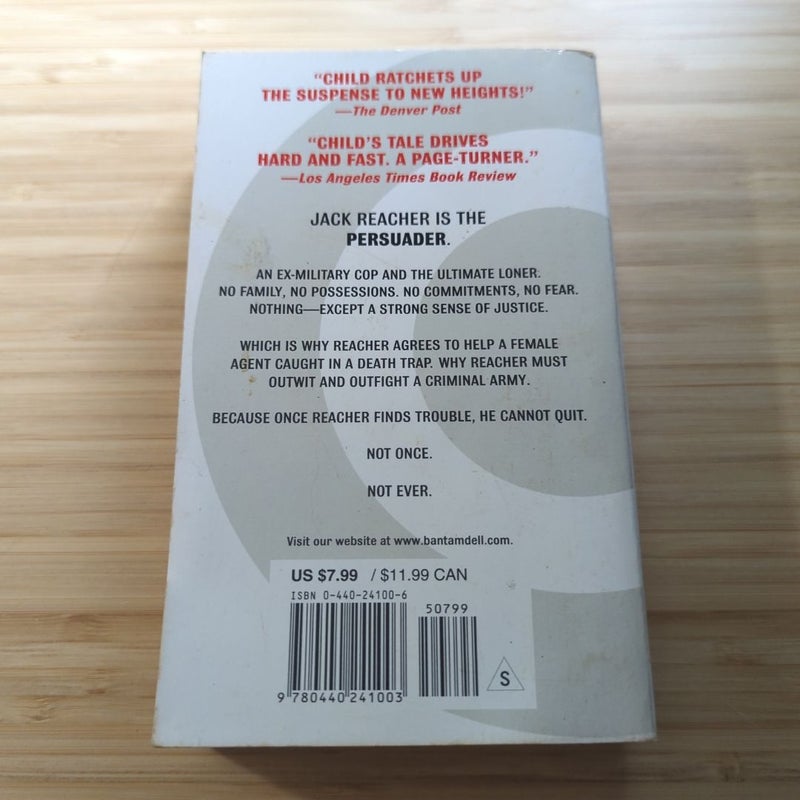 “CHILD RATCHETS UP
THE SUSPENSE TO NEW HEIGHTS!”
—The Denver Post
“CHILD’S TALE DRIVES
HARD AND FAST. A PAGE-TURNER.”
—Los Angeles Times Book Review
JACK REACHER IS THE
PERSUADER.
AN EX-MILITARY COP AND THE ULTIMATE LONER.
NO FAMILY, NO POSSESSIONS. NO COMMITMENTS, NO FEAR.
NOTHING—EXCEPT A STRONG SENSE OF JUSTICE.
WHICH IS WHY REACHER AGREES TO HELP A FEMALE
AGENT CAUGHT IN A DEATH TRAP. WHY REACHER MUST
OUTWIT AND OUTFIGHT A CRIMINAL ARMY.
BECAUSE ONCE REACHER FINDS TROUBLE, HE CANNOT QUIT.
NOT ONCE.
NOT EVER.
Visit our website at www.bantamdell.com.
US $7.99 / $11.99 CAN
ISBN 0-440-24100-6
50799
S
9 780440 241003